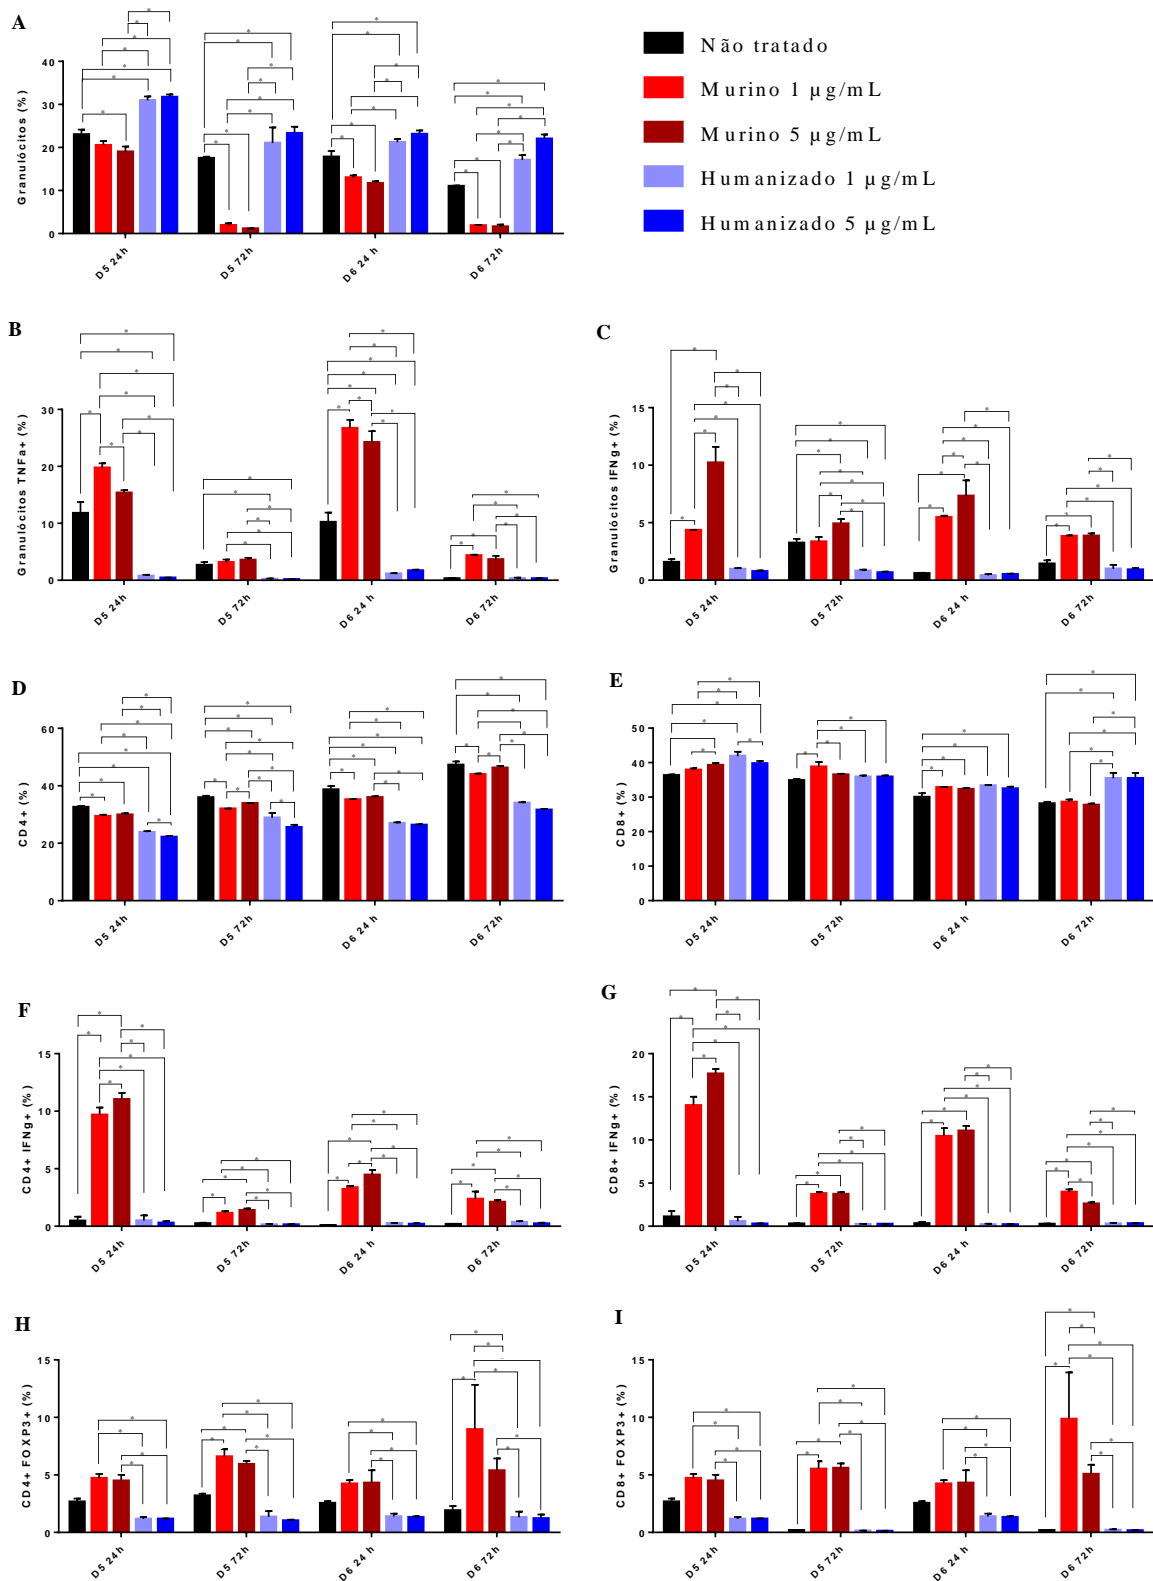 A
Granulócitos (%)
40
30
20
10
0
D5 24h
D5 72h
D6 24 h
D6 72h
Não tratado
Murino 1 µg/mL
Murino 5 µg/mL
Humanizado 1 µg/mL
Humanizado 5 µg/mL
B
Granulócitos TNFa+ (%)
30
20
10
0
D5 24h
D5 72h
D6 24 h
D6 72h
C
Granulócitos IFNg+ (%)
15
10
5
0
D5 24h
D5 72h
D6 24 h
D6 72h
D
CD4+ (%)
60
40
20
0
D5 24h
D5 72h
D6 24 h
D6 72h
E
CD8+ (%)
50
40
30
20
10
0
D5 24h
D5 72h
D6 24 h
D6 72h
F
CD4+ IFNg+ (%)
15
10
5
0
D5 24h
D5 72h
D6 24 h
D6 72h
G
CD8+ IFNg+ (%)
20
15
10
5
0
D5 24h
D5 72h
D6 24 h
D6 72h
H
CD4+ FOXP3+ (%)
15
10
5
0
D5 24h
D5 72h
D6 24 h
D6 72h
I
CD8+ FOXP3+ (%)
15
10
5
0
D5 24h
D5 72h
D6 24 h
D6 72h